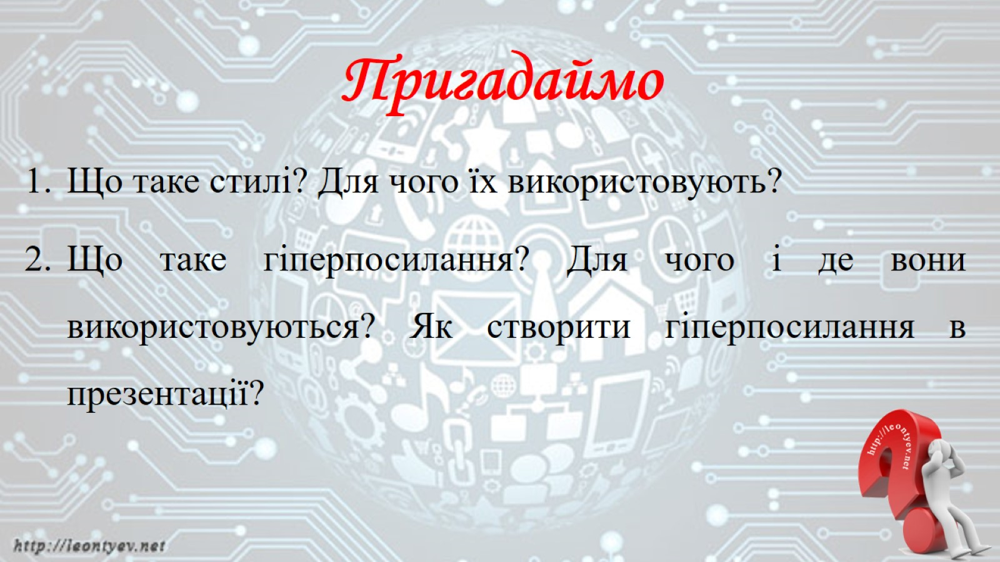 Пригадаймо
1. Що таке стилі? Для чого їх використовують?
2. Що таке гіперпосилання? Для чого і де вони
використовуються? Як створити гіперпосилання в
презентації?
http://leontyev.net
http://leontyev.net